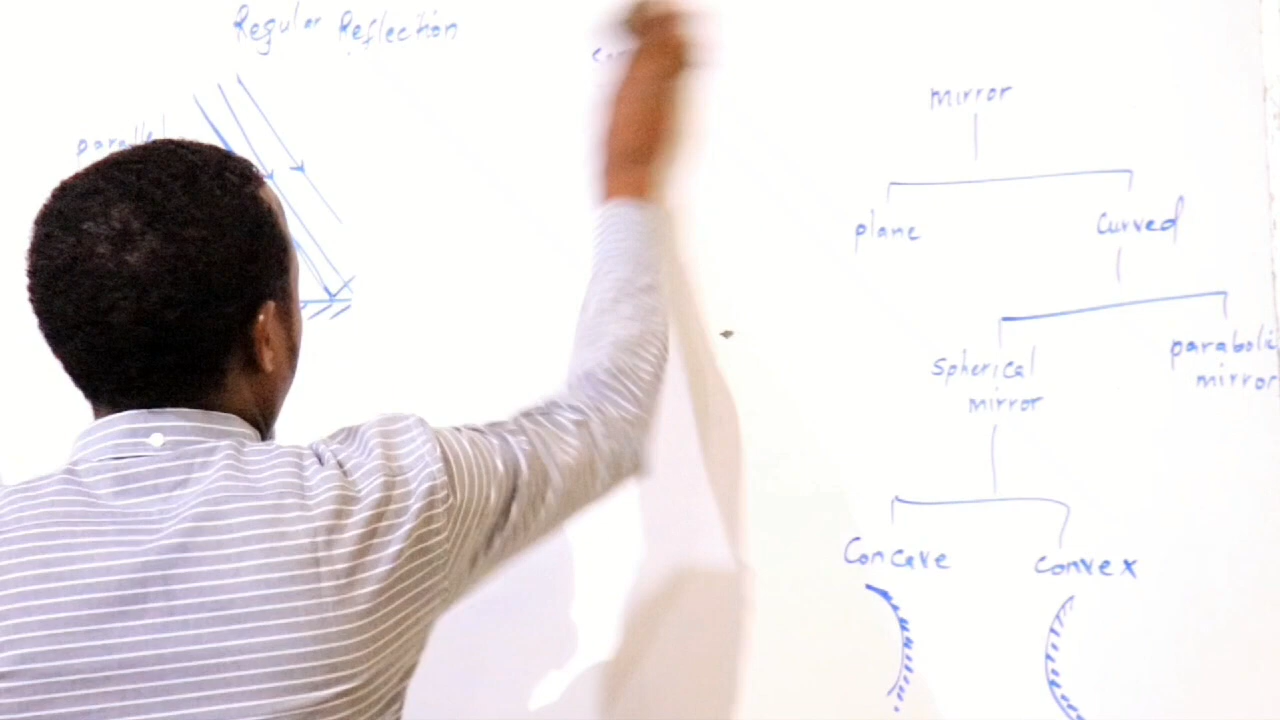 Regular Reflection
parallel
mirror
plane
curved
spherical
mirror
parabolic
mirror
Concave
convex